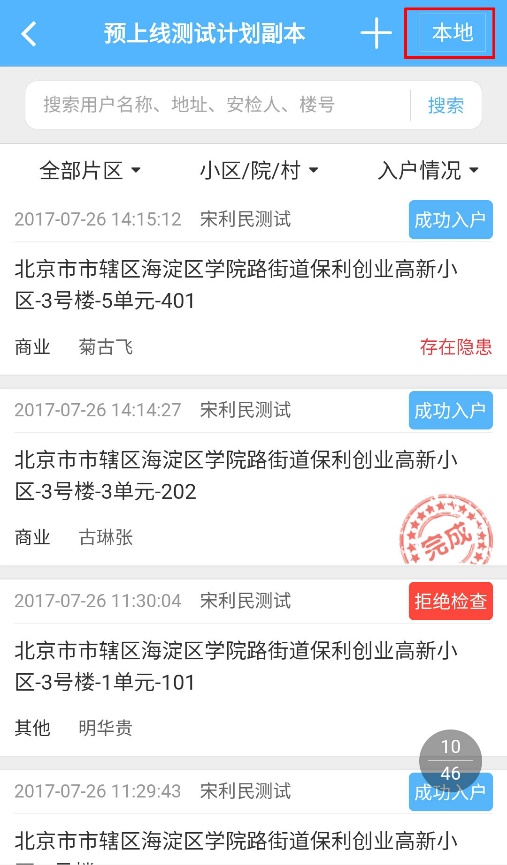 预上线测试计划副本
本地
搜索用户名称、地址、安检人、楼号
搜索
全部片区
小区/院/村
入户情况
2017-07-26 14:15:12 宋利民测试 成功入户
北京市市辖区海淀区学院路街道保利创业高新小
区-3号楼-5单元-401
商业 菊古飞 存在隐患
2017-07-26 14:14:27 宋利民测试 成功入户
北京市市辖区海淀区学院路街道保利创业高新小
区-3号楼-3单元-202
商业 古琳张 完成
2017-07-26 11:30:04 宋利民测试 拒绝检查
北京市市辖区海淀区学院路街道保利创业高新小
区-3号楼-1单元-101
其他 明华贵
10
46
2017-07-26 11:29:43 宋利民测试 成功入户
北京市市辖区海淀区学院路街道保利创业高新小